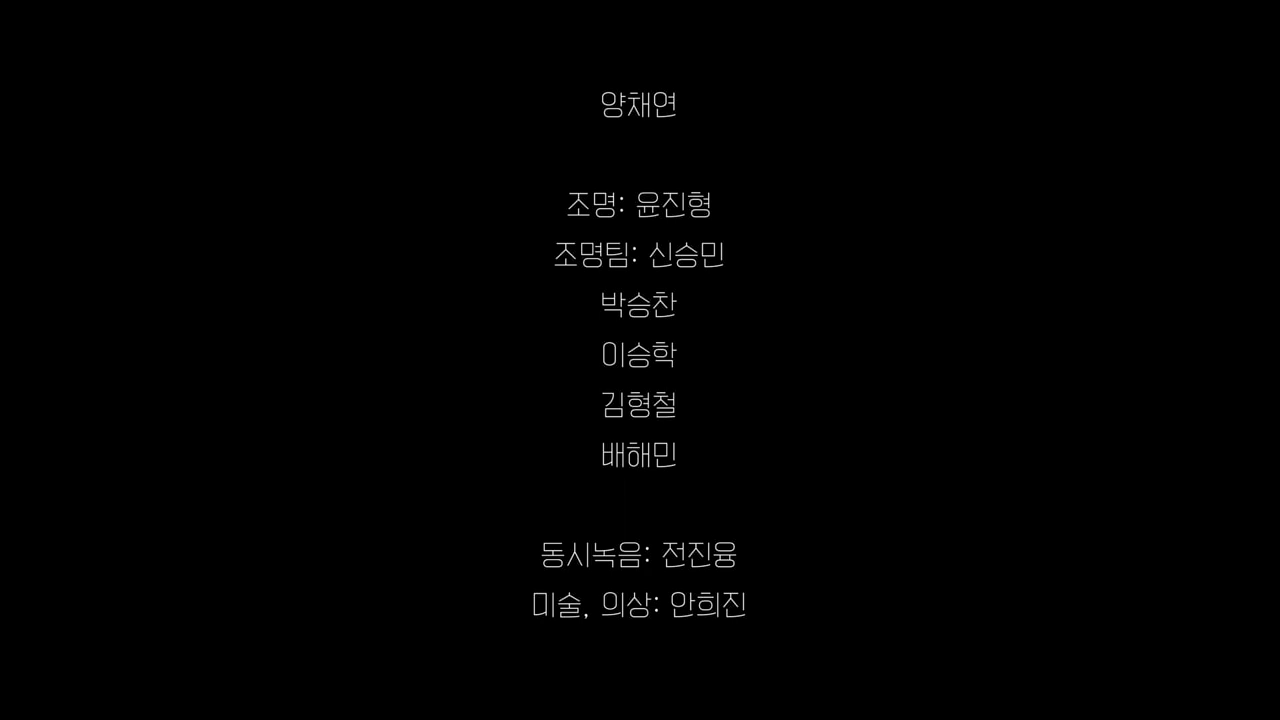 양채연
조명: 윤진형
조명팀: 신승민
박승찬
이승학
김형철
배해민
동시녹음: 전진융
미술, 의상: 안희진